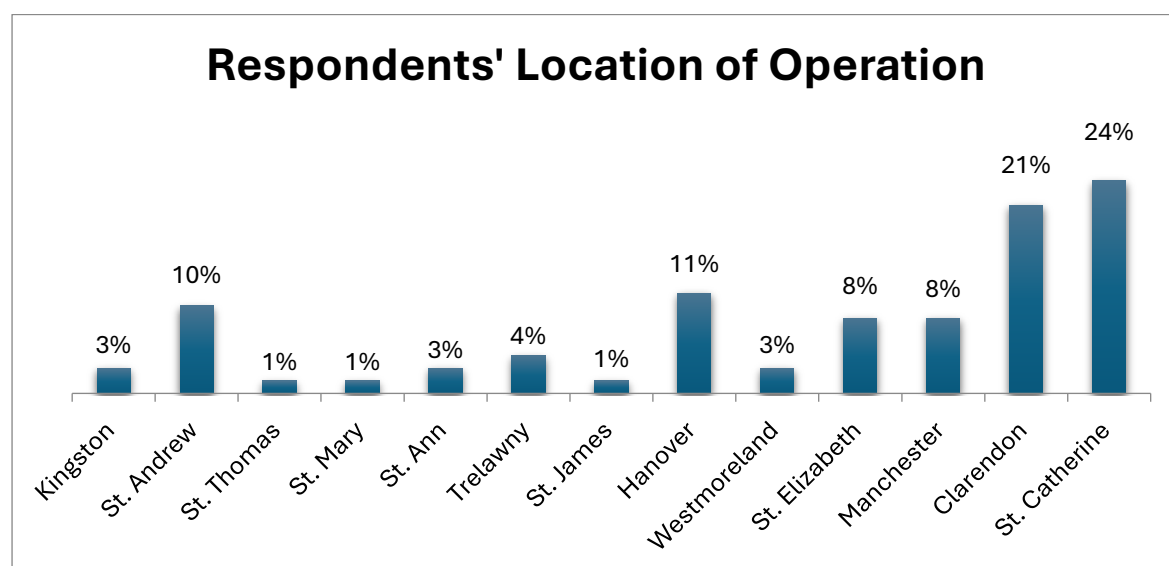 Respondents' Location of Operation
3%
10%
1%
1%
3%
4%
1%
11%
3%
8%
8%
21%
24%
Kingston
St. Andrew
St. Thomas
St. Mary
St. Ann
Trelawny
St. James
Hanover
Westmoreland
St. Elizabeth
Manchester
Clarendon
St. Catherine